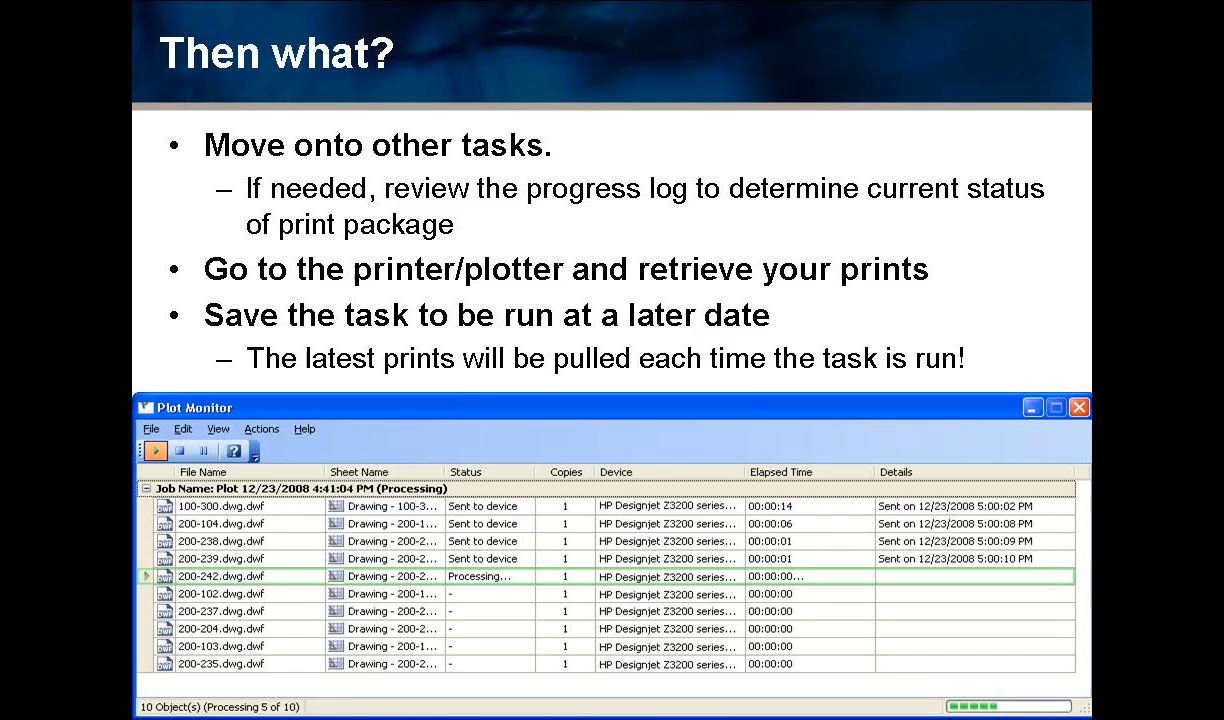 Then what?
• Move onto other tasks.
– If needed, review the progress log to determine current status
of print package
• Go to the printer/plotter and retrieve your prints
• Save the task to be run at a later date
– The latest prints will be pulled each time the task is run!
Plot Monitor
File Edit View Actions Help
File Name Sheet Name Status Copies Device Elapsed Time Details
Job Name: Plot 12/23/2008 4:41:04 PM (Processing)
100-300.dwg.dwf Drawing - 100-3... Sent to device 1 HP Designjet Z3200 series... 00:00:14 Sent on 12/23/2008 5:00:02 PM
200-104.dwg.dwf Drawing - 200-1... Sent to device 1 HP Designjet Z3200 series... 00:00:06 Sent on 12/23/2008 5:00:08 PM
200-238.dwg.dwf Drawing - 200-2... Sent to device 1 HP Designjet Z3200 series... 00:00:01 Sent on 12/23/2008 5:00:09 PM
200-239.dwg.dwf Drawing - 200-2... Sent to device 1 HP Designjet Z3200 series... 00:00:01 Sent on 12/23/2008 5:00:10 PM
200-242.dwg.dwf Drawing - 200-2... Processing... 1 HP Designjet Z3200 series... 00:00:00...
200-102.dwg.dwf Drawing - 200-1... - 1 HP Designjet Z3200 series... 00:00:00
200-237.dwg.dwf Drawing - 200-2... - 1 HP Designjet Z3200 series... 00:00:00
200-204.dwg.dwf Drawing - 200-2... - 1 HP Designjet Z3200 series... 00:00:00
200-103.dwg.dwf Drawing - 200-1... - 1 HP Designjet Z3200 series... 00:00:00
200-235.dwg.dwf Drawing - 200-2... - 1 HP Designjet Z3200 series... 00:00:00
10 Object(s) (Processing 5 of 10)